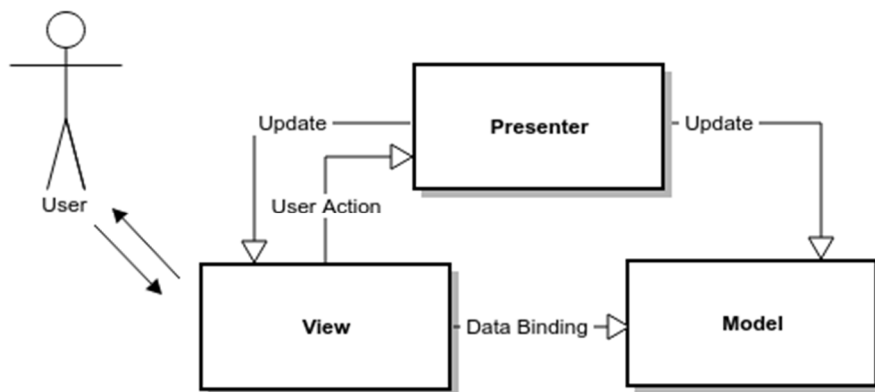 Update
Presenter
Update
User
User Action
View
Data Binding
Model